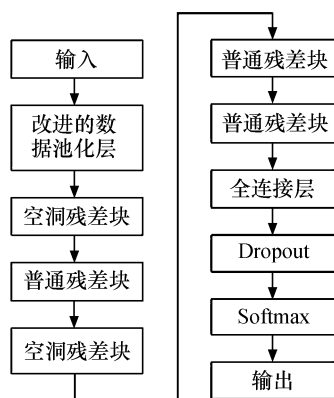 输入
改进的数
据池化层
空洞残差块
普通残差块
空洞残差块
普通残差块
普通残差块
全连接层
Dropout
Softmax
输出